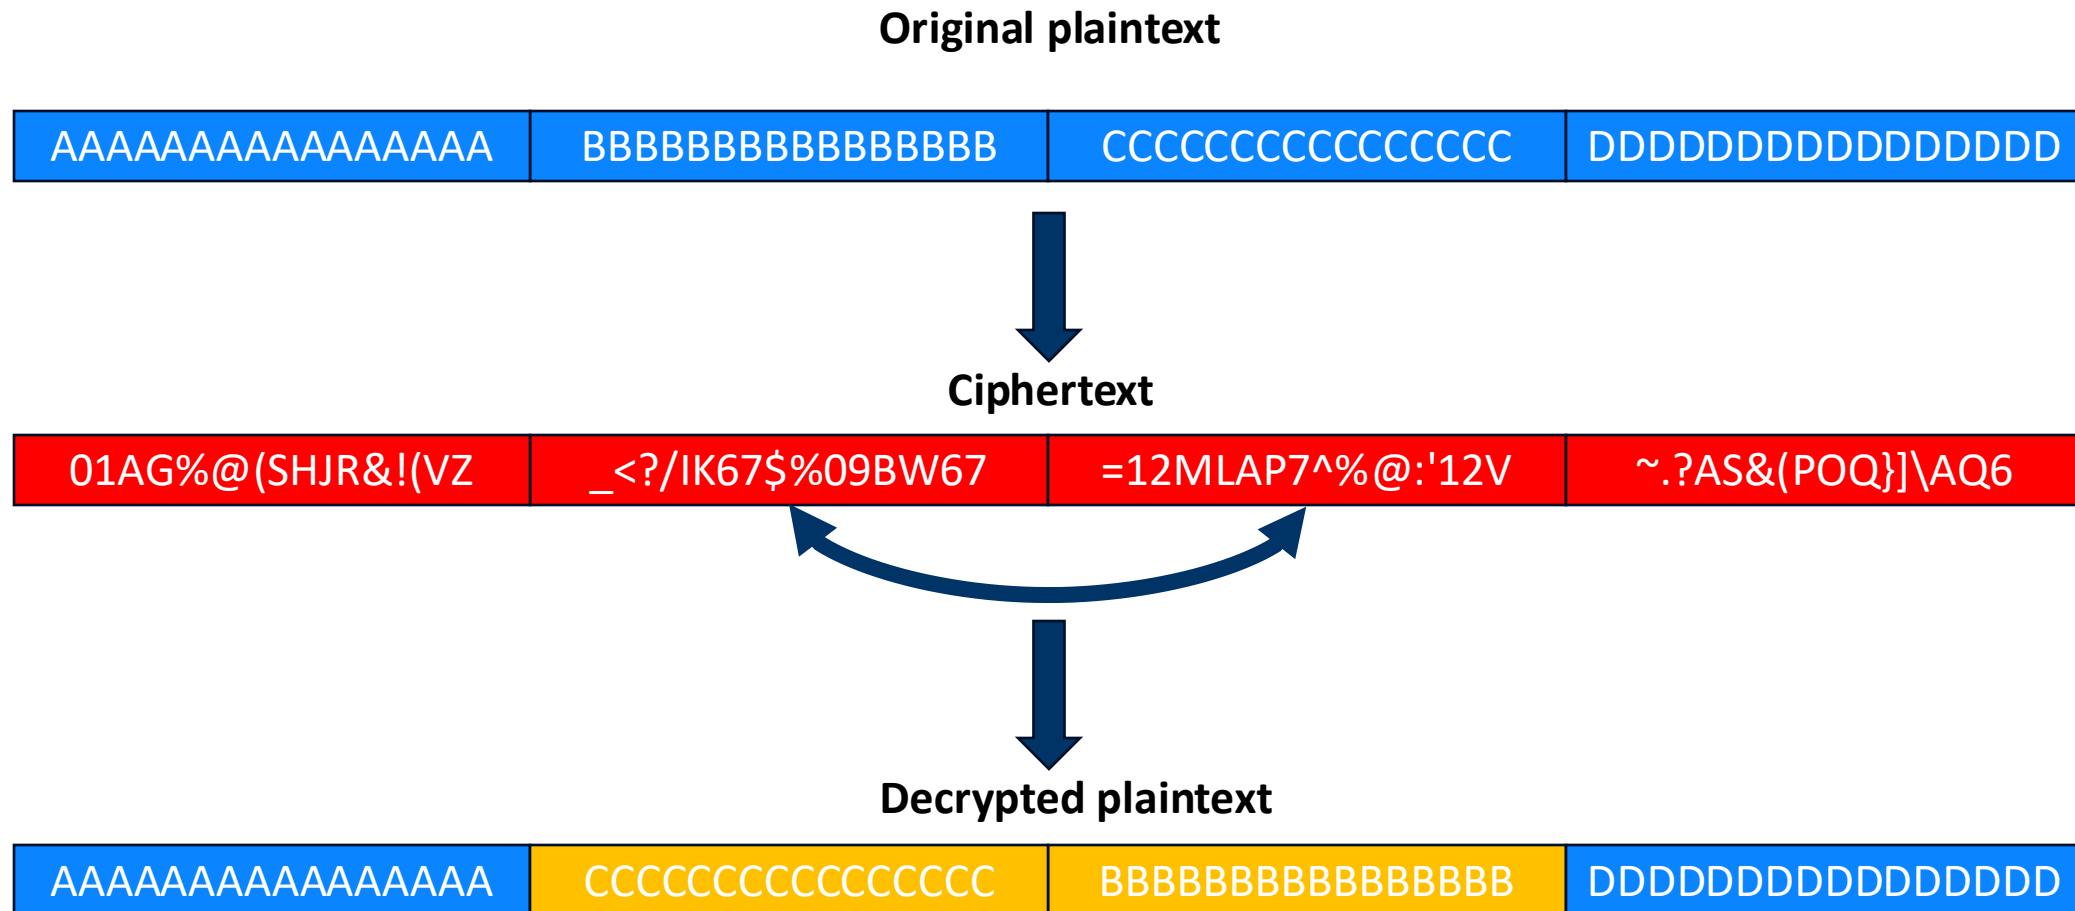 Original plaintext
AAAAAAAAAAAAAAAA BBBBBBBBBBBBBBBB CCCCCCCCCCCCCCCC DDDDDDDDDDDDDDDD
Ciphertext
01AG%@(SHJR&!(VZ _<?/IK67$%09BW67 =12MLAP7^%@:'12V ~.?AS&(POQ}]\AQ6
Decrypted plaintext
AAAAAAAAAAAAAAAA CCCCCCCCCCCCCCCC BBBBBBBBBBBBBBBB DDDDDDDDDDDDDDDD